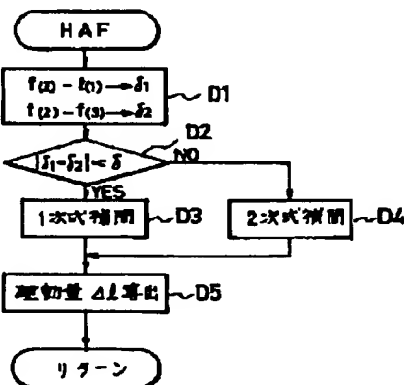 HAF
f(2) - f(1) → δ1
f(2) - f(3) → δ2
D1
D2
|δ1-δ2| < δ
NO
YES
1次式補間
D3
2次式補間
D4
駆動量 Δl 算出
D5
リターン